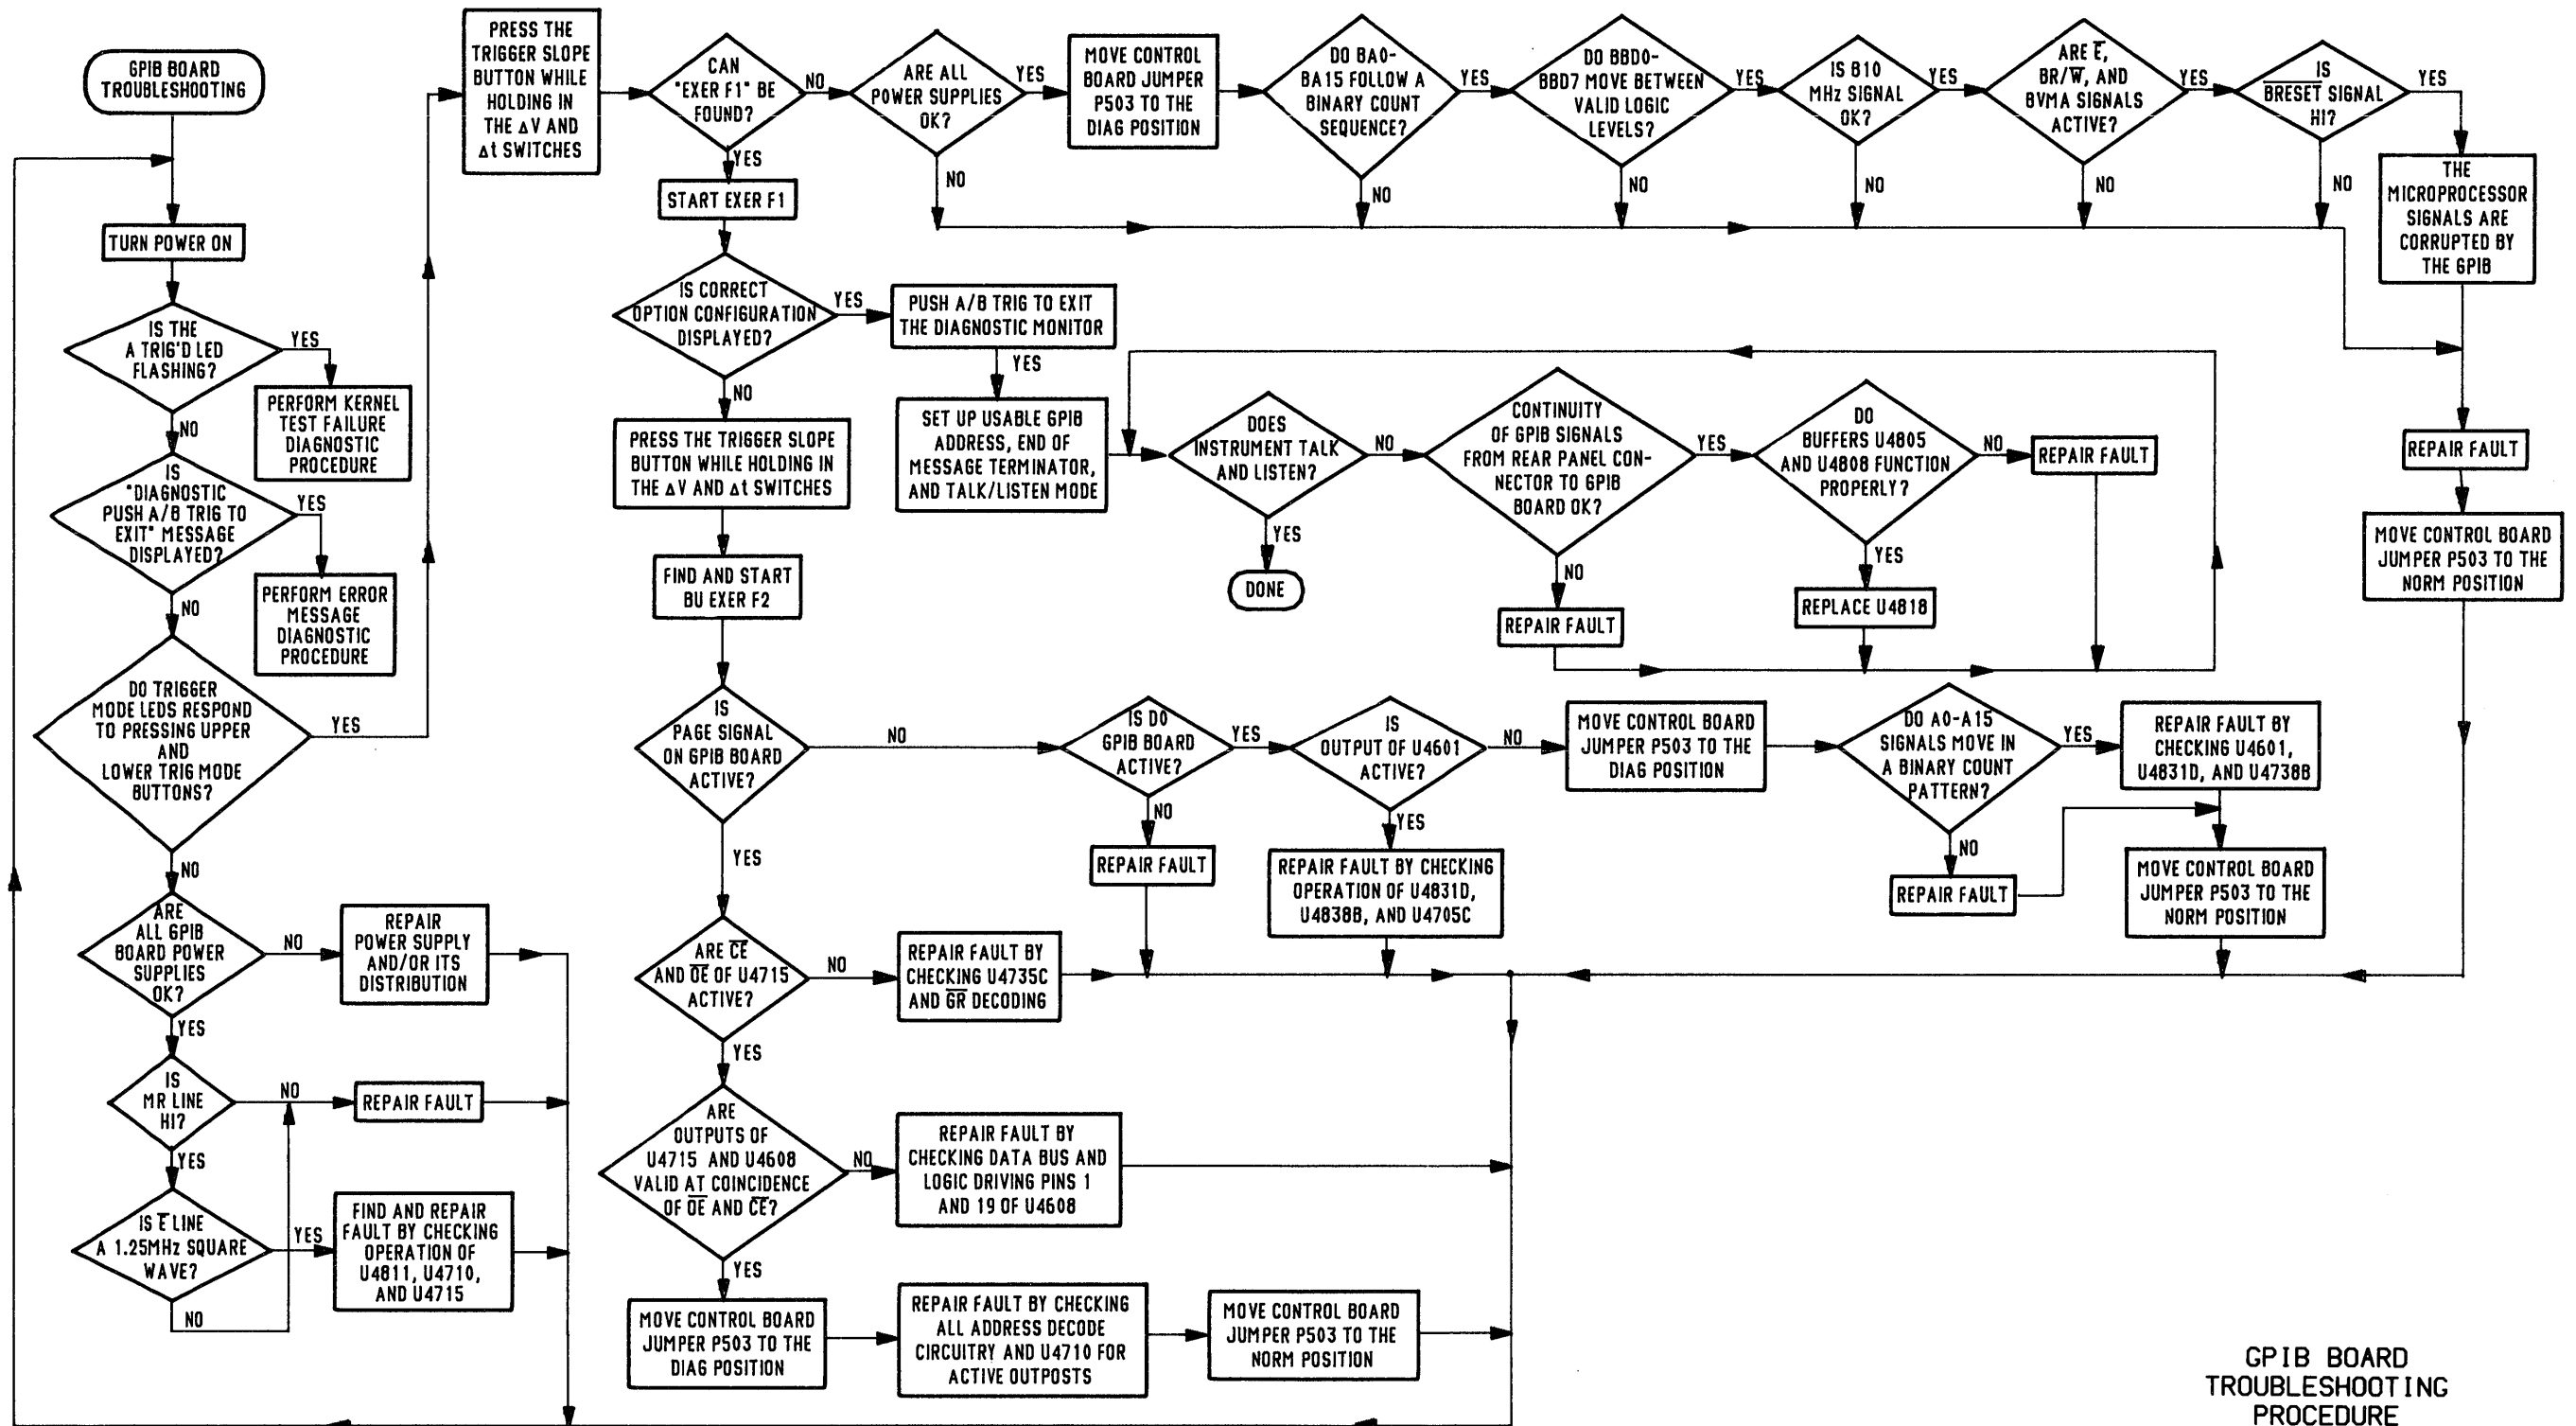 GPIB BOARD
TROUBLESHOOTING
TURN POWER ON
IS THE
A TRIG'D LED
FLASHING?
YES
PERFORM KERNEL
TEST FAILURE
DIAGNOSTIC
PROCEDURE
NO
IS
"DIAGNOSTIC
PUSH A/B TRIG TO
EXIT" MESSAGE
DISPLAYED?
YES
PERFORM ERROR
MESSAGE
DIAGNOSTIC
PROCEDURE
NO
DO TRIGGER
MODE LEDS RESPOND
TO PRESSING UPPER
AND
LOWER TRIG MODE
BUTTONS?
YES
NO
ARE
ALL GPIB
BOARD POWER
SUPPLIES
OK?
NO
REPAIR
POWER SUPPLY
AND/OR ITS
DISTRIBUTION
YES
IS
MR LINE
HI?
NO
REPAIR FAULT
YES
IS E̅ LINE
A 1.25MHz SQUARE
WAVE?
YES
FIND AND REPAIR
FAULT BY CHECKING
OPERATION OF
U4811, U4710,
AND U4715
NO
PRESS THE
TRIGGER SLOPE
BUTTON WHILE
HOLDING IN
THE ΔV AND
Δt SWITCHES
CAN
"EXER F1" BE
FOUND?
NO
ARE ALL
POWER SUPPLIES
OK?
YES
MOVE CONTROL
BOARD JUMPER
P503 TO THE
DIAG POSITION
DO BA0-
BA15 FOLLOW A
BINARY COUNT
SEQUENCE?
YES
DO BBD0-
BBD7 MOVE BETWEEN
VALID LOGIC
LEVELS?
YES
IS B10
MHz SIGNAL
OK?
YES
ARE E̅,
BR/W̅, AND
BVMA SIGNALS
ACTIVE?
YES
IS
B̅R̅E̅S̅E̅T̅ SIGNAL
HI?
YES
NO
NO
NO
NO
NO
NO
THE
MICROPROCESSOR
SIGNALS ARE
CORRUPTED BY
THE GPIB
REPAIR FAULT
MOVE CONTROL BOARD
JUMPER P503 TO THE
NORM POSITION
YES
START EXER F1
IS CORRECT
OPTION CONFIGURATION
DISPLAYED?
YES
PUSH A/B TRIG TO EXIT
THE DIAGNOSTIC MONITOR
YES
SET UP USABLE GPIB
ADDRESS, END OF
MESSAGE TERMINATOR,
AND TALK/LISTEN MODE
DOES
INSTRUMENT TALK
AND LISTEN?
NO
YES
DONE
CONTINUITY
OF GPIB SIGNALS
FROM REAR PANEL CON-
NECTOR TO GPIB
BOARD OK?
YES
NO
REPAIR FAULT
DO
BUFFERS U4805
AND U4808 FUNCTION
PROPERLY?
NO
REPAIR FAULT
YES
REPLACE U4818
NO
PRESS THE TRIGGER SLOPE
BUTTON WHILE HOLDING IN
THE ΔV AND Δt SWITCHES
FIND AND START
BU EXER F2
IS
PAGE SIGNAL
ON GPIB BOARD
ACTIVE?
NO
IS D0
GPIB BOARD
ACTIVE?
YES
NO
REPAIR FAULT
IS
OUTPUT OF U4601
ACTIVE?
NO
YES
REPAIR FAULT BY CHECKING
OPERATION OF U4831D,
U4838B, AND U4705C
MOVE CONTROL BOARD
JUMPER P503 TO THE
DIAG POSITION
DO A0-A15
SIGNALS MOVE IN
A BINARY COUNT
PATTERN?
YES
REPAIR FAULT BY
CHECKING U4601,
U4831D, AND U4738B
NO
REPAIR FAULT
MOVE CONTROL BOARD
JUMPER P503 TO THE
NORM POSITION
YES
ARE C̅E̅
AND O̅E̅ OF U4715
ACTIVE?
NO
REPAIR FAULT BY
CHECKING U4735C
AND G̅R̅ DECODING
YES
ARE
OUTPUTS OF
U4715 AND U4608
VALID AT COINCIDENCE
OF O̅E̅ AND C̅E̅?
NO
REPAIR FAULT BY
CHECKING DATA BUS AND
LOGIC DRIVING PINS 1
AND 19 OF U4608
YES
MOVE CONTROL BOARD
JUMPER P503 TO THE
DIAG POSITION
REPAIR FAULT BY CHECKING
ALL ADDRESS DECODE
CIRCUITRY AND U4710 FOR
ACTIVE OUTPOSTS
MOVE CONTROL BOARD
JUMPER P503 TO THE
NORM POSITION
GPIB BOARD
TROUBLESHOOTING
PROCEDURE